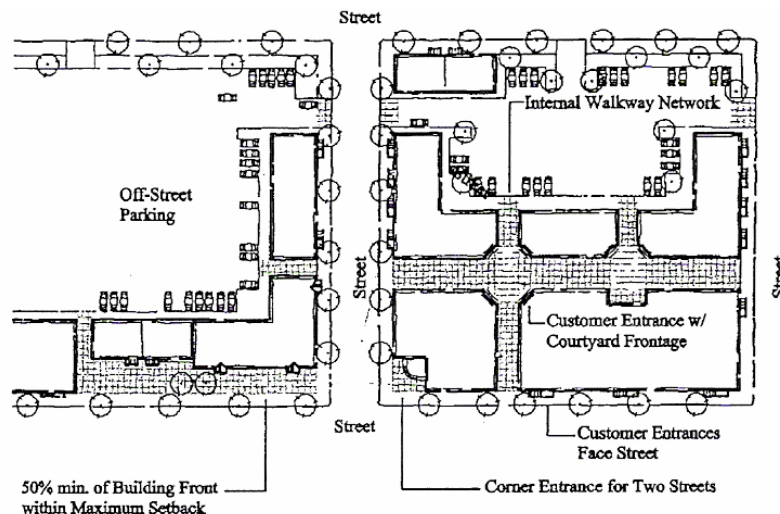 Street
Internal Walkway Network
Off-Street
Parking
Street
Street
Customer Entrance w/
Courtyard Frontage
Street
Customer Entrances
Face Street
50% min. of Building Front
within Maximum Setback
Corner Entrance for Two Streets